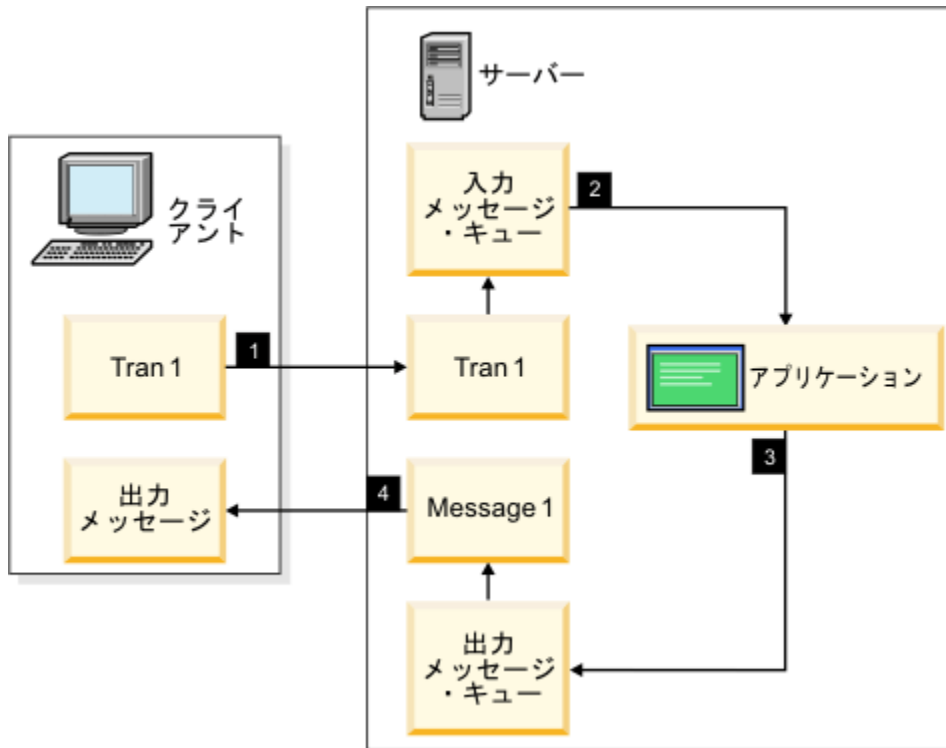 サーバー
クライ
アント
入力
メッセージ
・キュー
2
Tran 1
1
Tran 1
アプリケーション
3
出力
メッセージ
4
Message 1
出力
メッセージ
・キュー